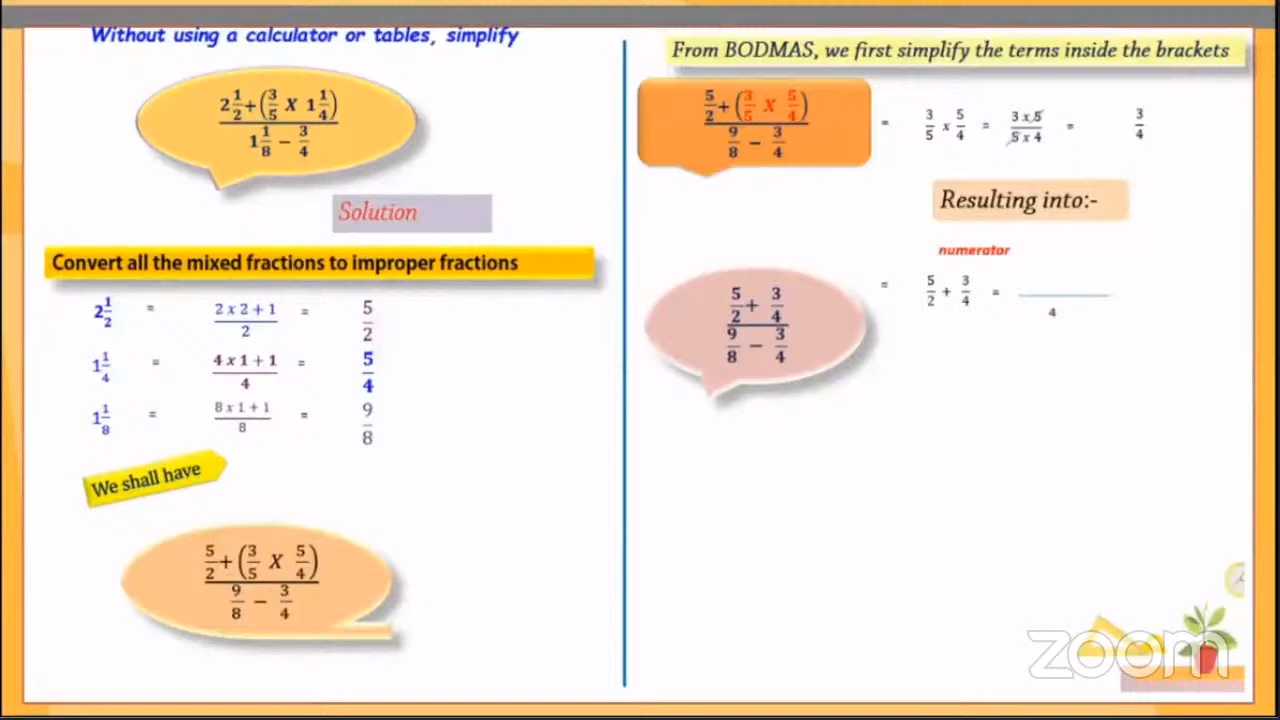 Without using a calculator or tables, simplify
2 1/2 + (3/5 X 1 1/4)
1 1/8 − 3/4
Solution
Convert all the mixed fractions to improper fractions
2 1/2 = 2 x 2 + 1 / 2 = 5/2
1 1/4 = 4 x 1 + 1 / 4 = 5/4
1 1/8 = 8 x 1 + 1 / 8 = 9/8
We shall have
5/2 + (3/5 X 5/4)
9/8 − 3/4
From BODMAS, we first simplify the terms inside the brackets
5/2 + (3/5 X 5/4)
9/8 − 3/4
= 3/5 x 5/4 = 3 x 5 / 5 x 4 = 3/4
Resulting into:-
numerator
5/2 + 3/4
9/8 − 3/4
= 5/2 + 3/4 = /4
zoom